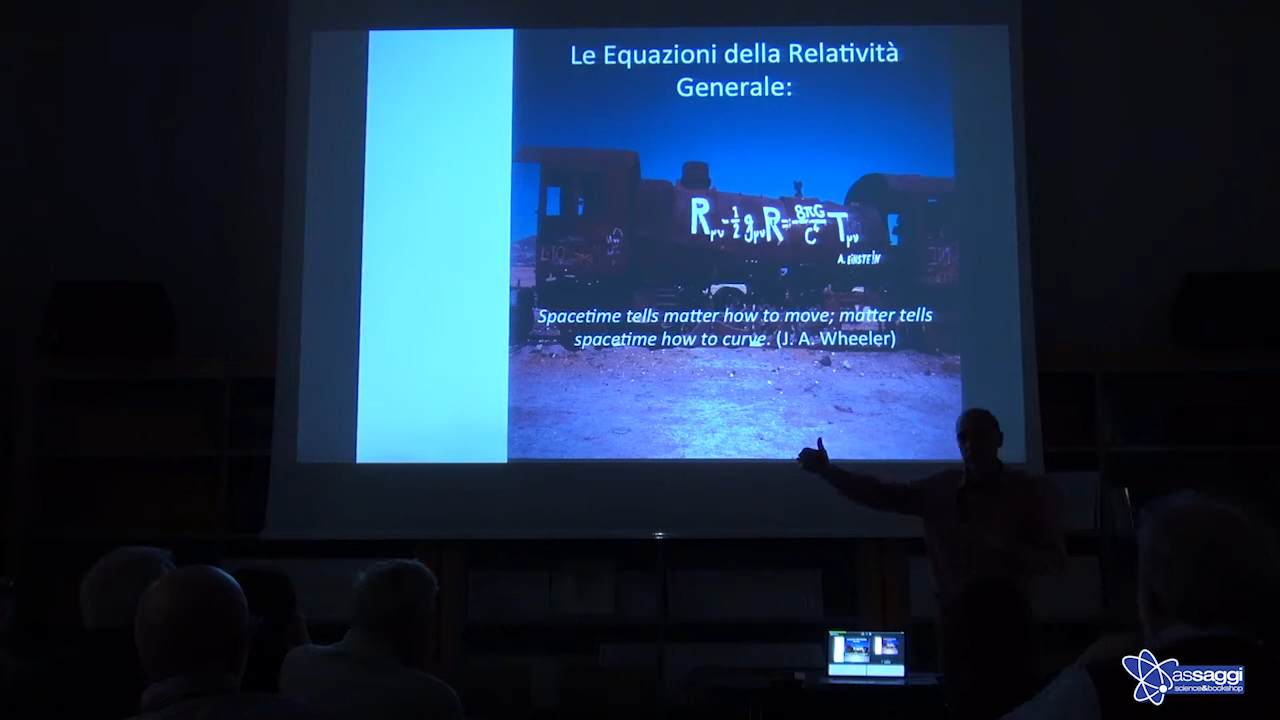 Le Equazioni della Relatività
Generale:
Rμν - 1/2 gμνR = 8πG/C⁴ Tμν
A. EiNSTEiN
Spacetime tells matter how to move; matter tells
spacetime how to curve. (J. A. Wheeler)
assaggi
science&bookshop